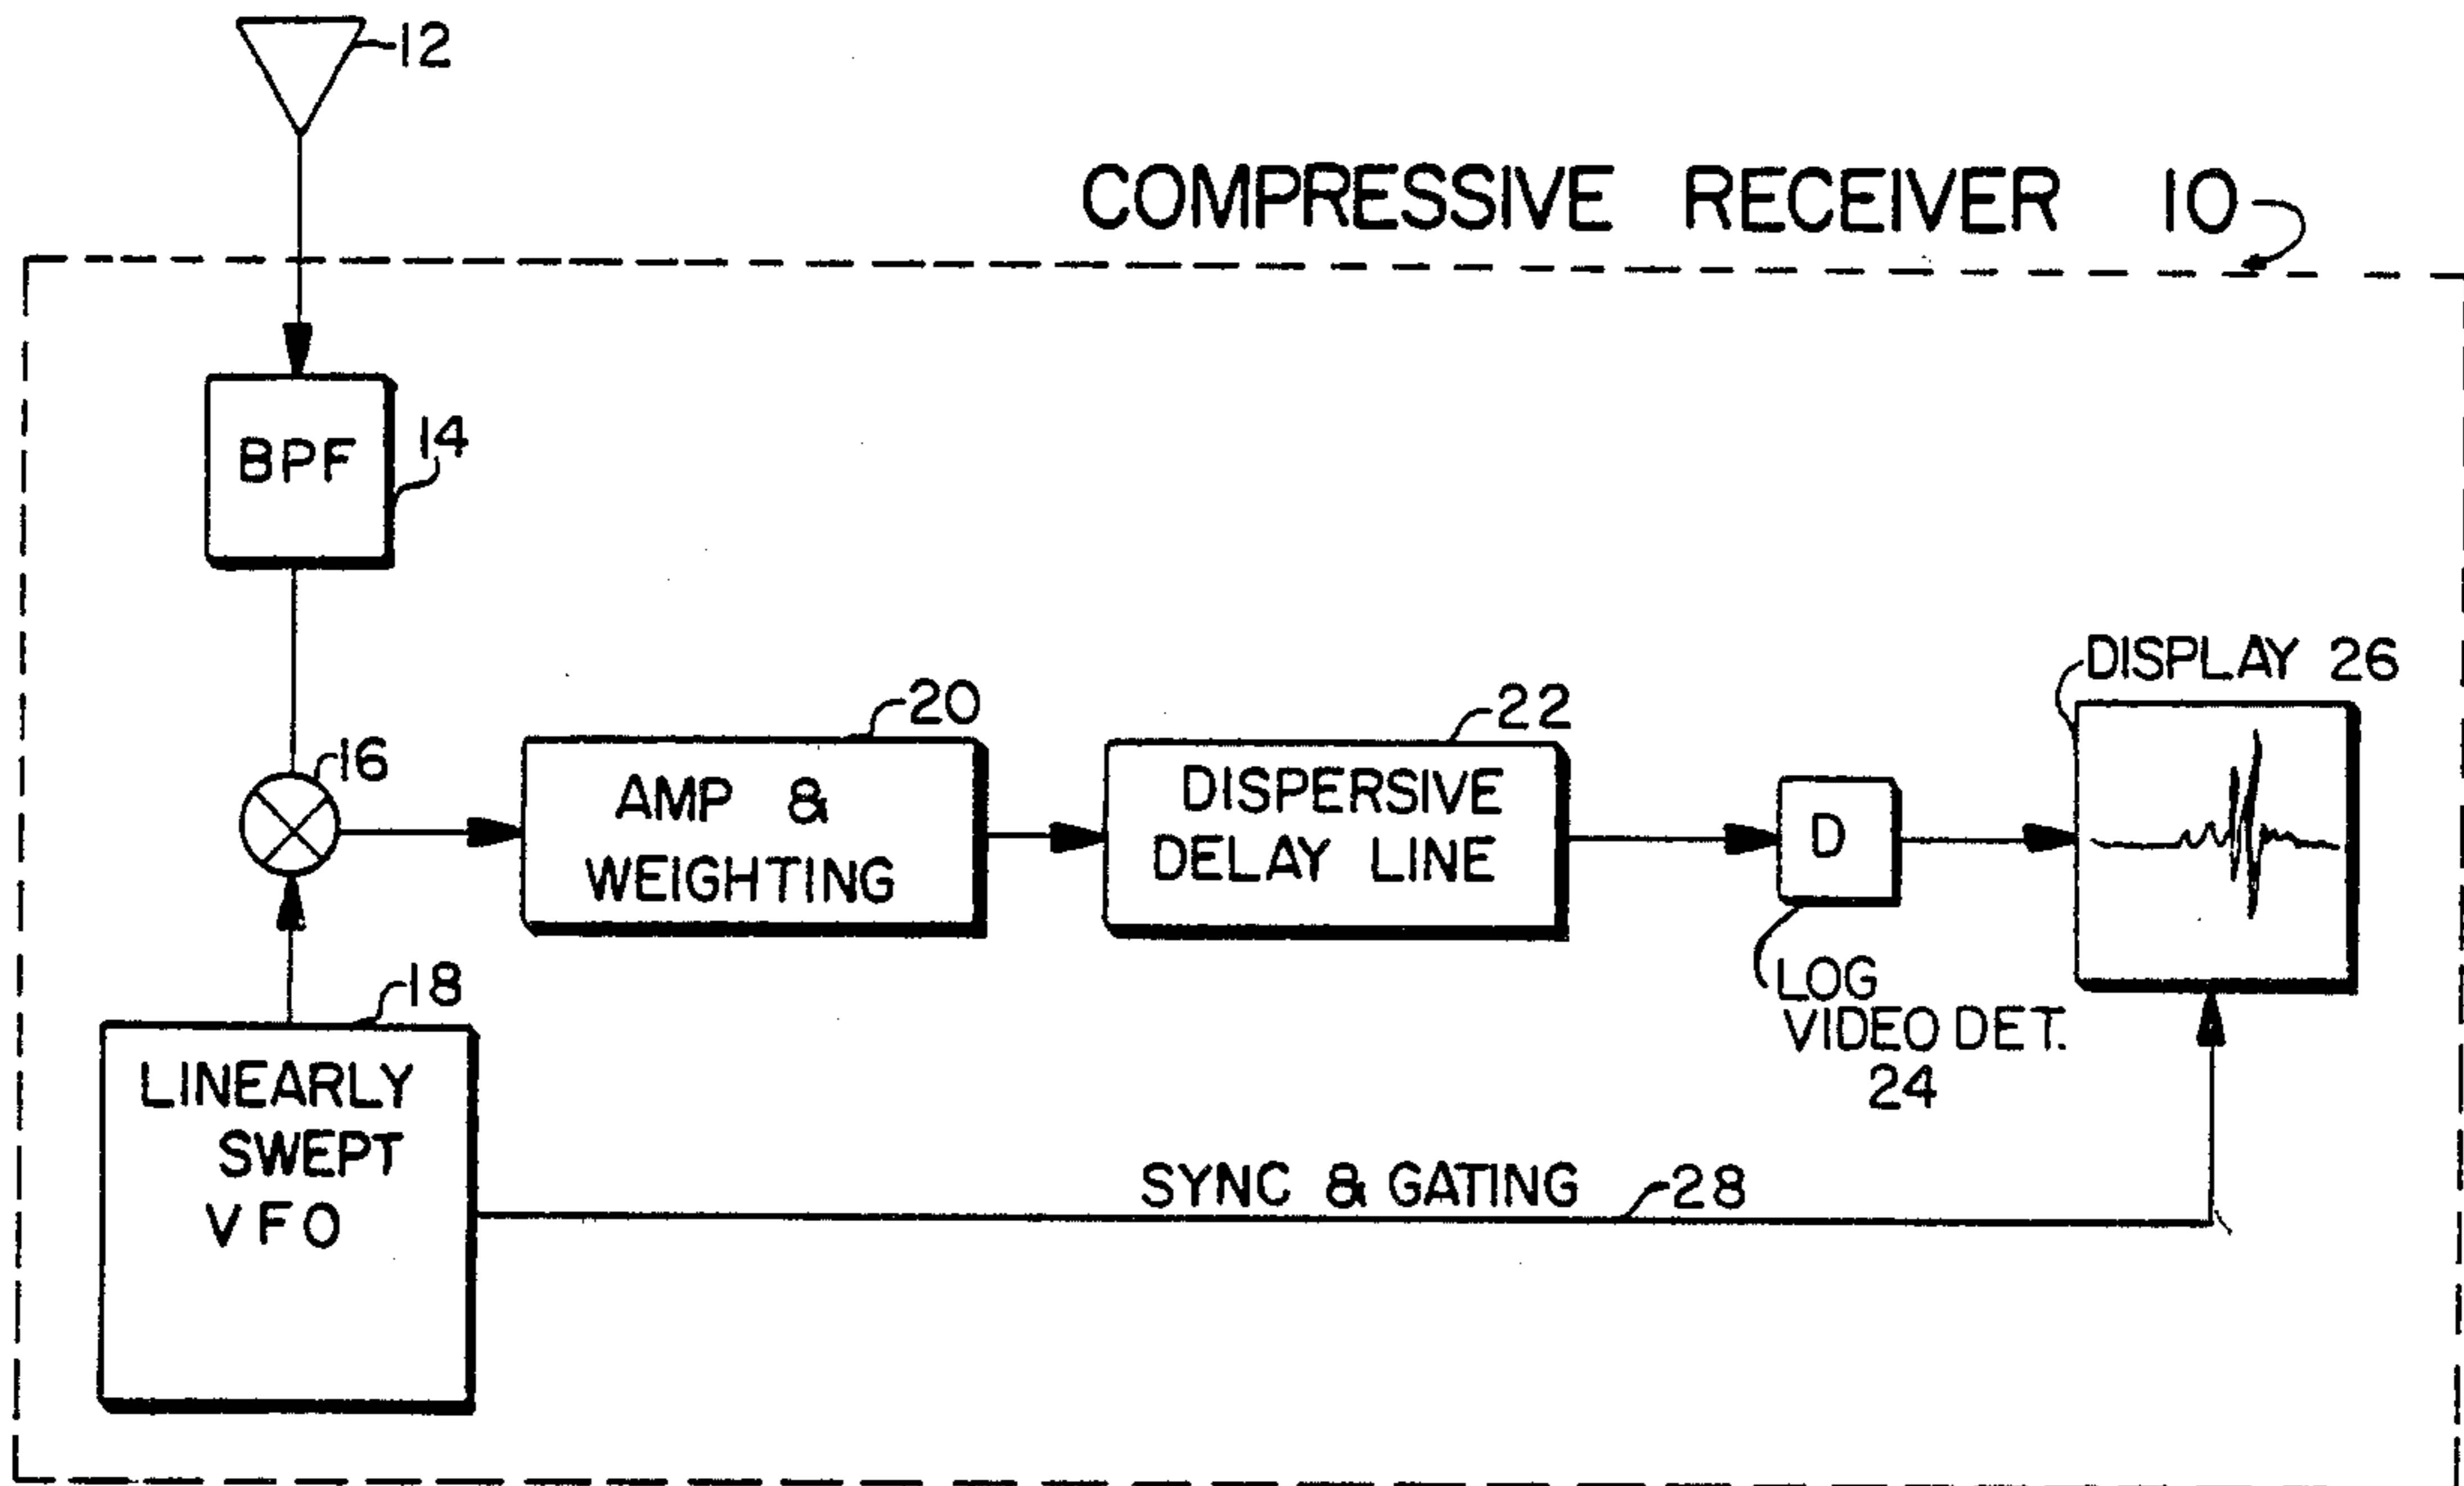 12
COMPRESSIVE RECEIVER 10
BPF
14
16
18
LINEARLY
SWEPT
VFO
20
AMP &
WEIGHTING
22
DISPERSIVE
DELAY LINE
D
LOG
VIDEO DET.
24
DISPLAY 26
SYNC & GATING 28